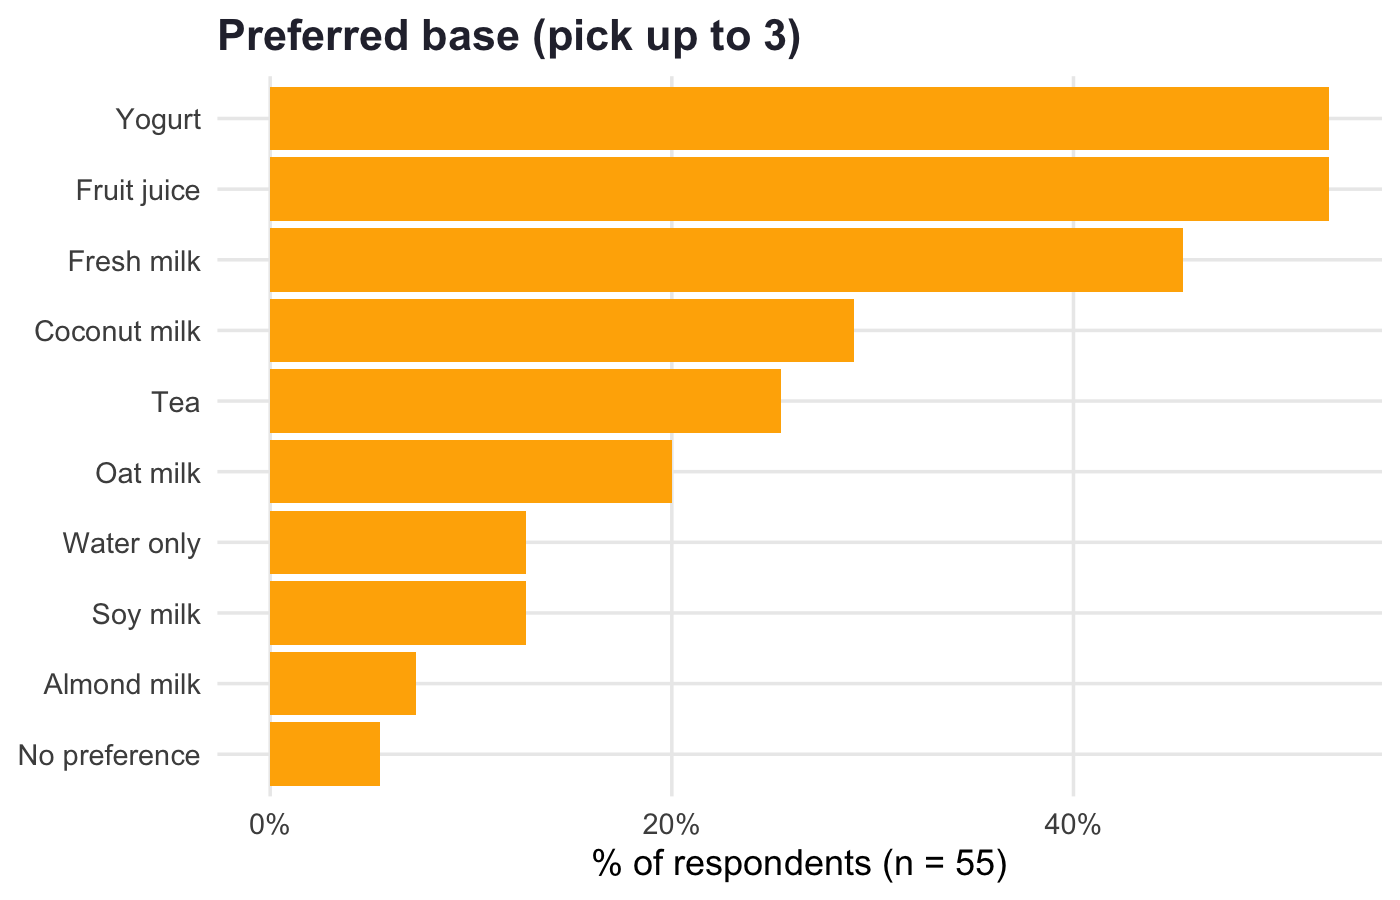 Preferred base (pick up to 3)
Yogurt
Fruit juice
Fresh milk
Coconut milk
Tea
Oat milk
Water only
Soy milk
Almond milk
No preference
0% 20% 40%
% of respondents (n = 55)